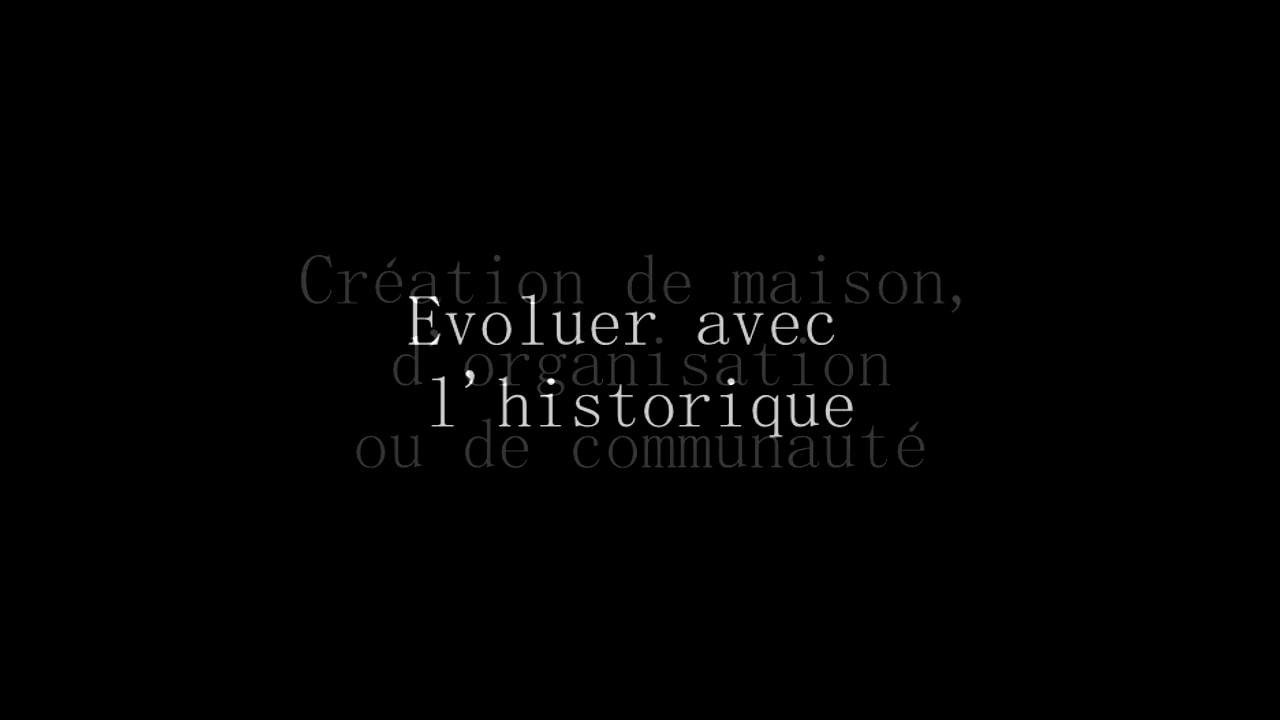 Création de maison,
Evoluer avec
d'organisation
l'historique
ou de communauté